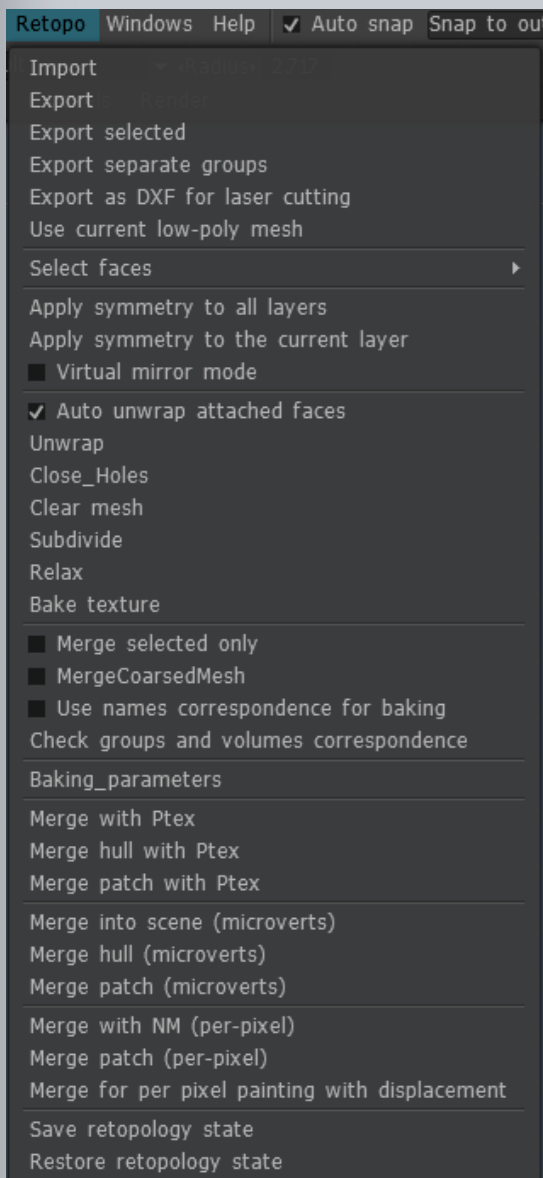 Retopo Windows Help Auto snap Snap to ou
Import
Radius 2.717
Export
Render
Export selected
Export separate groups
Export as DXF for laser cutting
Use current low-poly mesh
Select faces
Apply symmetry to all layers
Apply symmetry to the current layer
Virtual mirror mode
Auto unwrap attached faces
Unwrap
Close_Holes
Clear mesh
Subdivide
Relax
Bake texture
Merge selected only
MergeCoarsedMesh
Use names correspondence for baking
Check groups and volumes correspondence
Baking_parameters
Merge with Ptex
Merge hull with Ptex
Merge patch with Ptex
Merge into scene (microverts)
Merge hull (microverts)
Merge patch (microverts)
Merge with NM (per-pixel)
Merge patch (per-pixel)
Merge for per pixel painting with displacement
Save retopology state
Restore retopology state